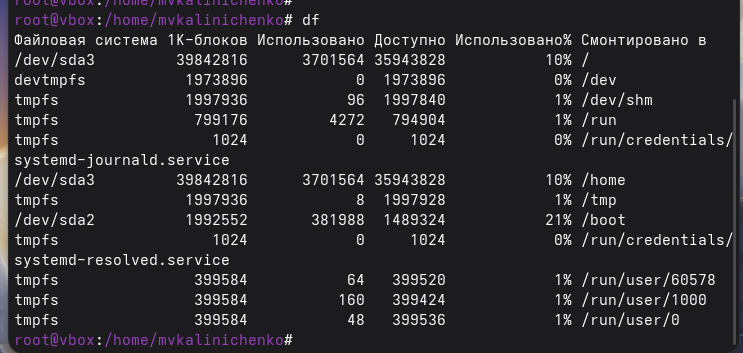 root@vbox:/home/mvkalinichenko#
root@vbox:/home/mvkalinichenko# df
Файловая система 1K-блоков Использовано Доступно Использовано% Смонтировано в
/dev/sda3         39842816      3701564 35943828           10% /
devtmpfs           1973896            0  1973896            0% /dev
tmpfs              1997936           96  1997840            1% /dev/shm
tmpfs               799176         4272   794904            1% /run
tmpfs                 1024            0     1024            0% /run/credentials/
systemd-journald.service
/dev/sda3         39842816      3701564 35943828           10% /home
tmpfs              1997936            8  1997928            1% /tmp
/dev/sda2          1992552       381988  1489324           21% /boot
tmpfs                 1024            0     1024            0% /run/credentials/
systemd-resolved.service
tmpfs               399584           64   399520            1% /run/user/60578
tmpfs               399584          160   399424            1% /run/user/1000
tmpfs               399584           48   399536            1% /run/user/0
root@vbox:/home/mvkalinichenko#